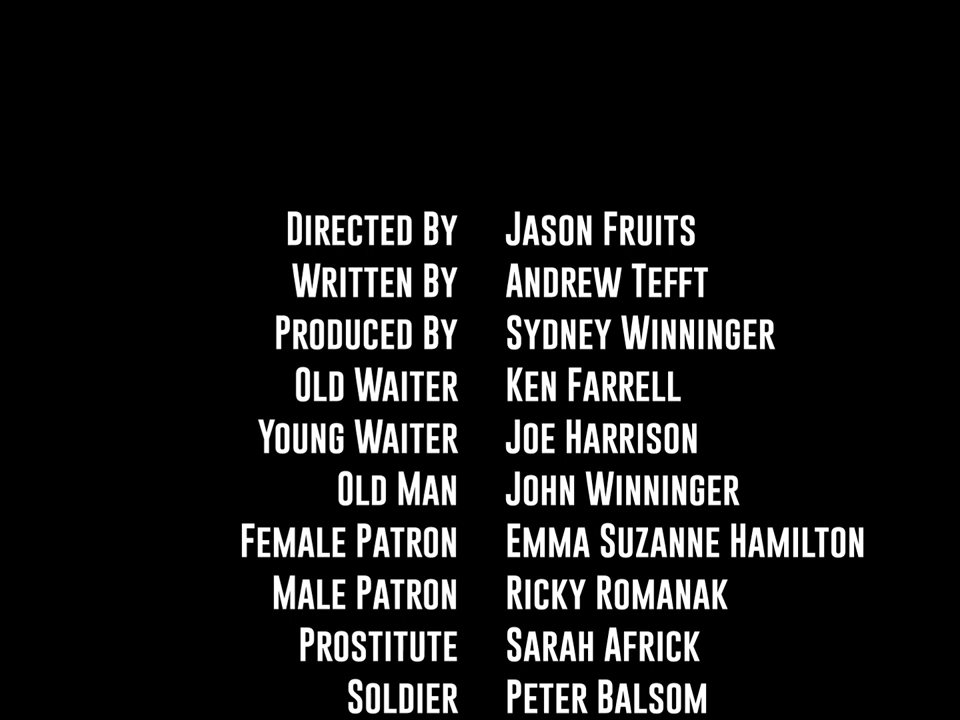 Directed By Jason Fruits
Written By Andrew Tefft
Produced By Sydney Winninger
Old Waiter Ken Farrell
Young Waiter Joe Harrison
Old Man John Winninger
Female Patron Emma Suzanne Hamilton
Male Patron Ricky Romanak
Prostitute Sarah Africk
Soldier Peter Balsom